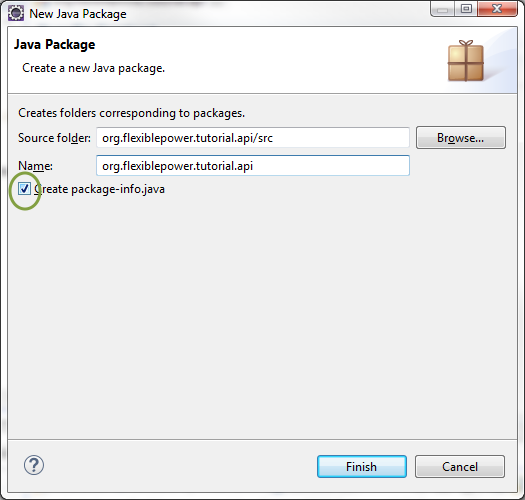 New Java Package
Java Package
Create a new Java package.
Creates folders corresponding to packages.
Source folder: org.flexiblepower.tutorial.api/src Browse...
Name: org.flexiblepower.tutorial.api
Create package-info.java
? Finish Cancel